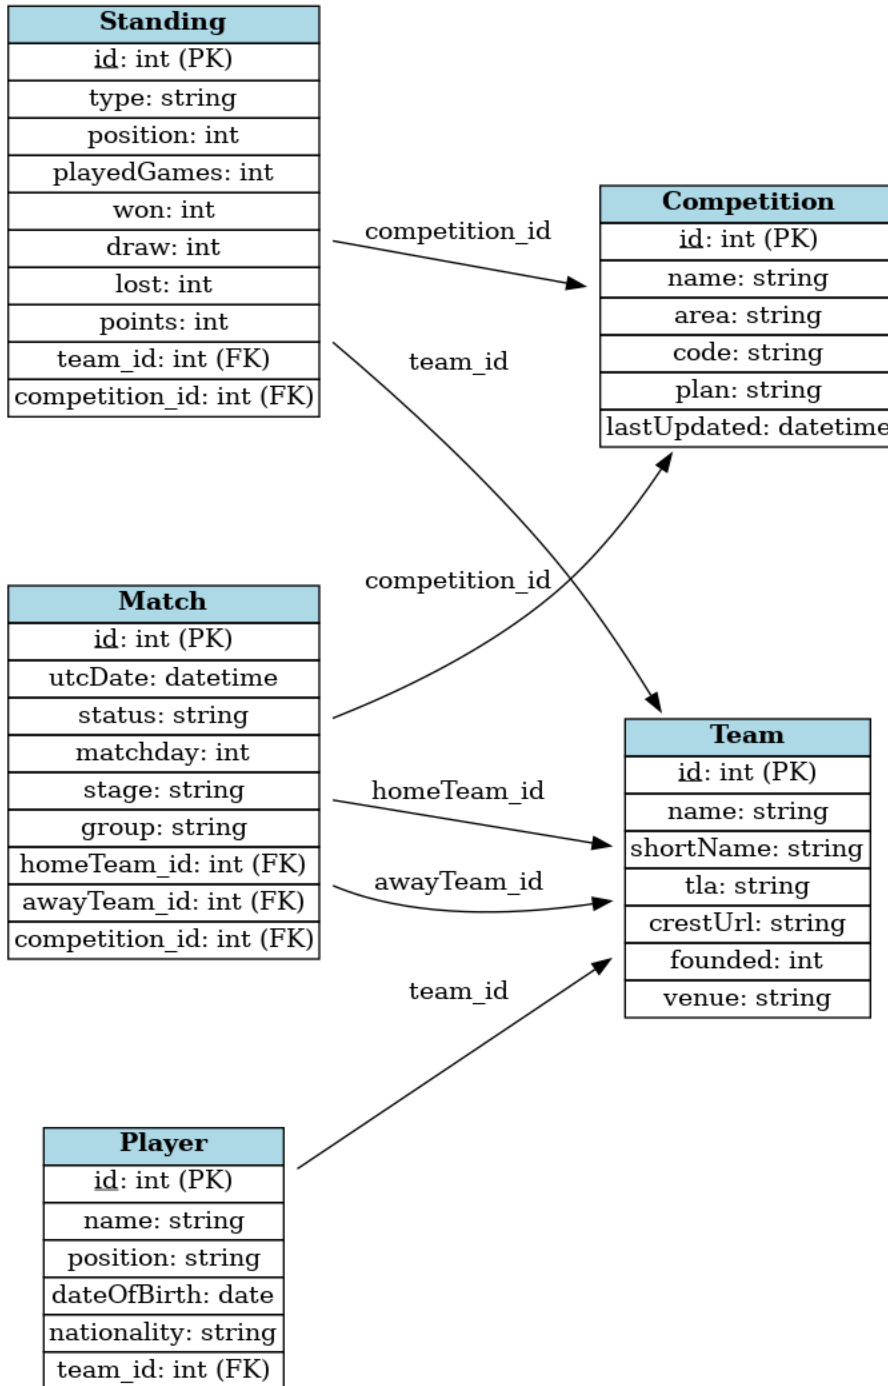 Standing
id: int (PK)
type: string
position: int
playedGames: int
won: int
draw: int
lost: int
points: int
team_id: int (FK)
competition_id: int (FK)
competition_id
team_id
Competition
id: int (PK)
name: string
area: string
code: string
plan: string
lastUpdated: datetime
competition_id
Match
id: int (PK)
utcDate: datetime
status: string
matchday: int
stage: string
group: string
homeTeam_id: int (FK)
awayTeam_id: int (FK)
competition_id: int (FK)
homeTeam_id
awayTeam_id
team_id
Team
id: int (PK)
name: string
shortName: string
tla: string
crestUrl: string
founded: int
venue: string
Player
id: int (PK)
name: string
position: string
dateOfBirth: date
nationality: string
team_id: int (FK)